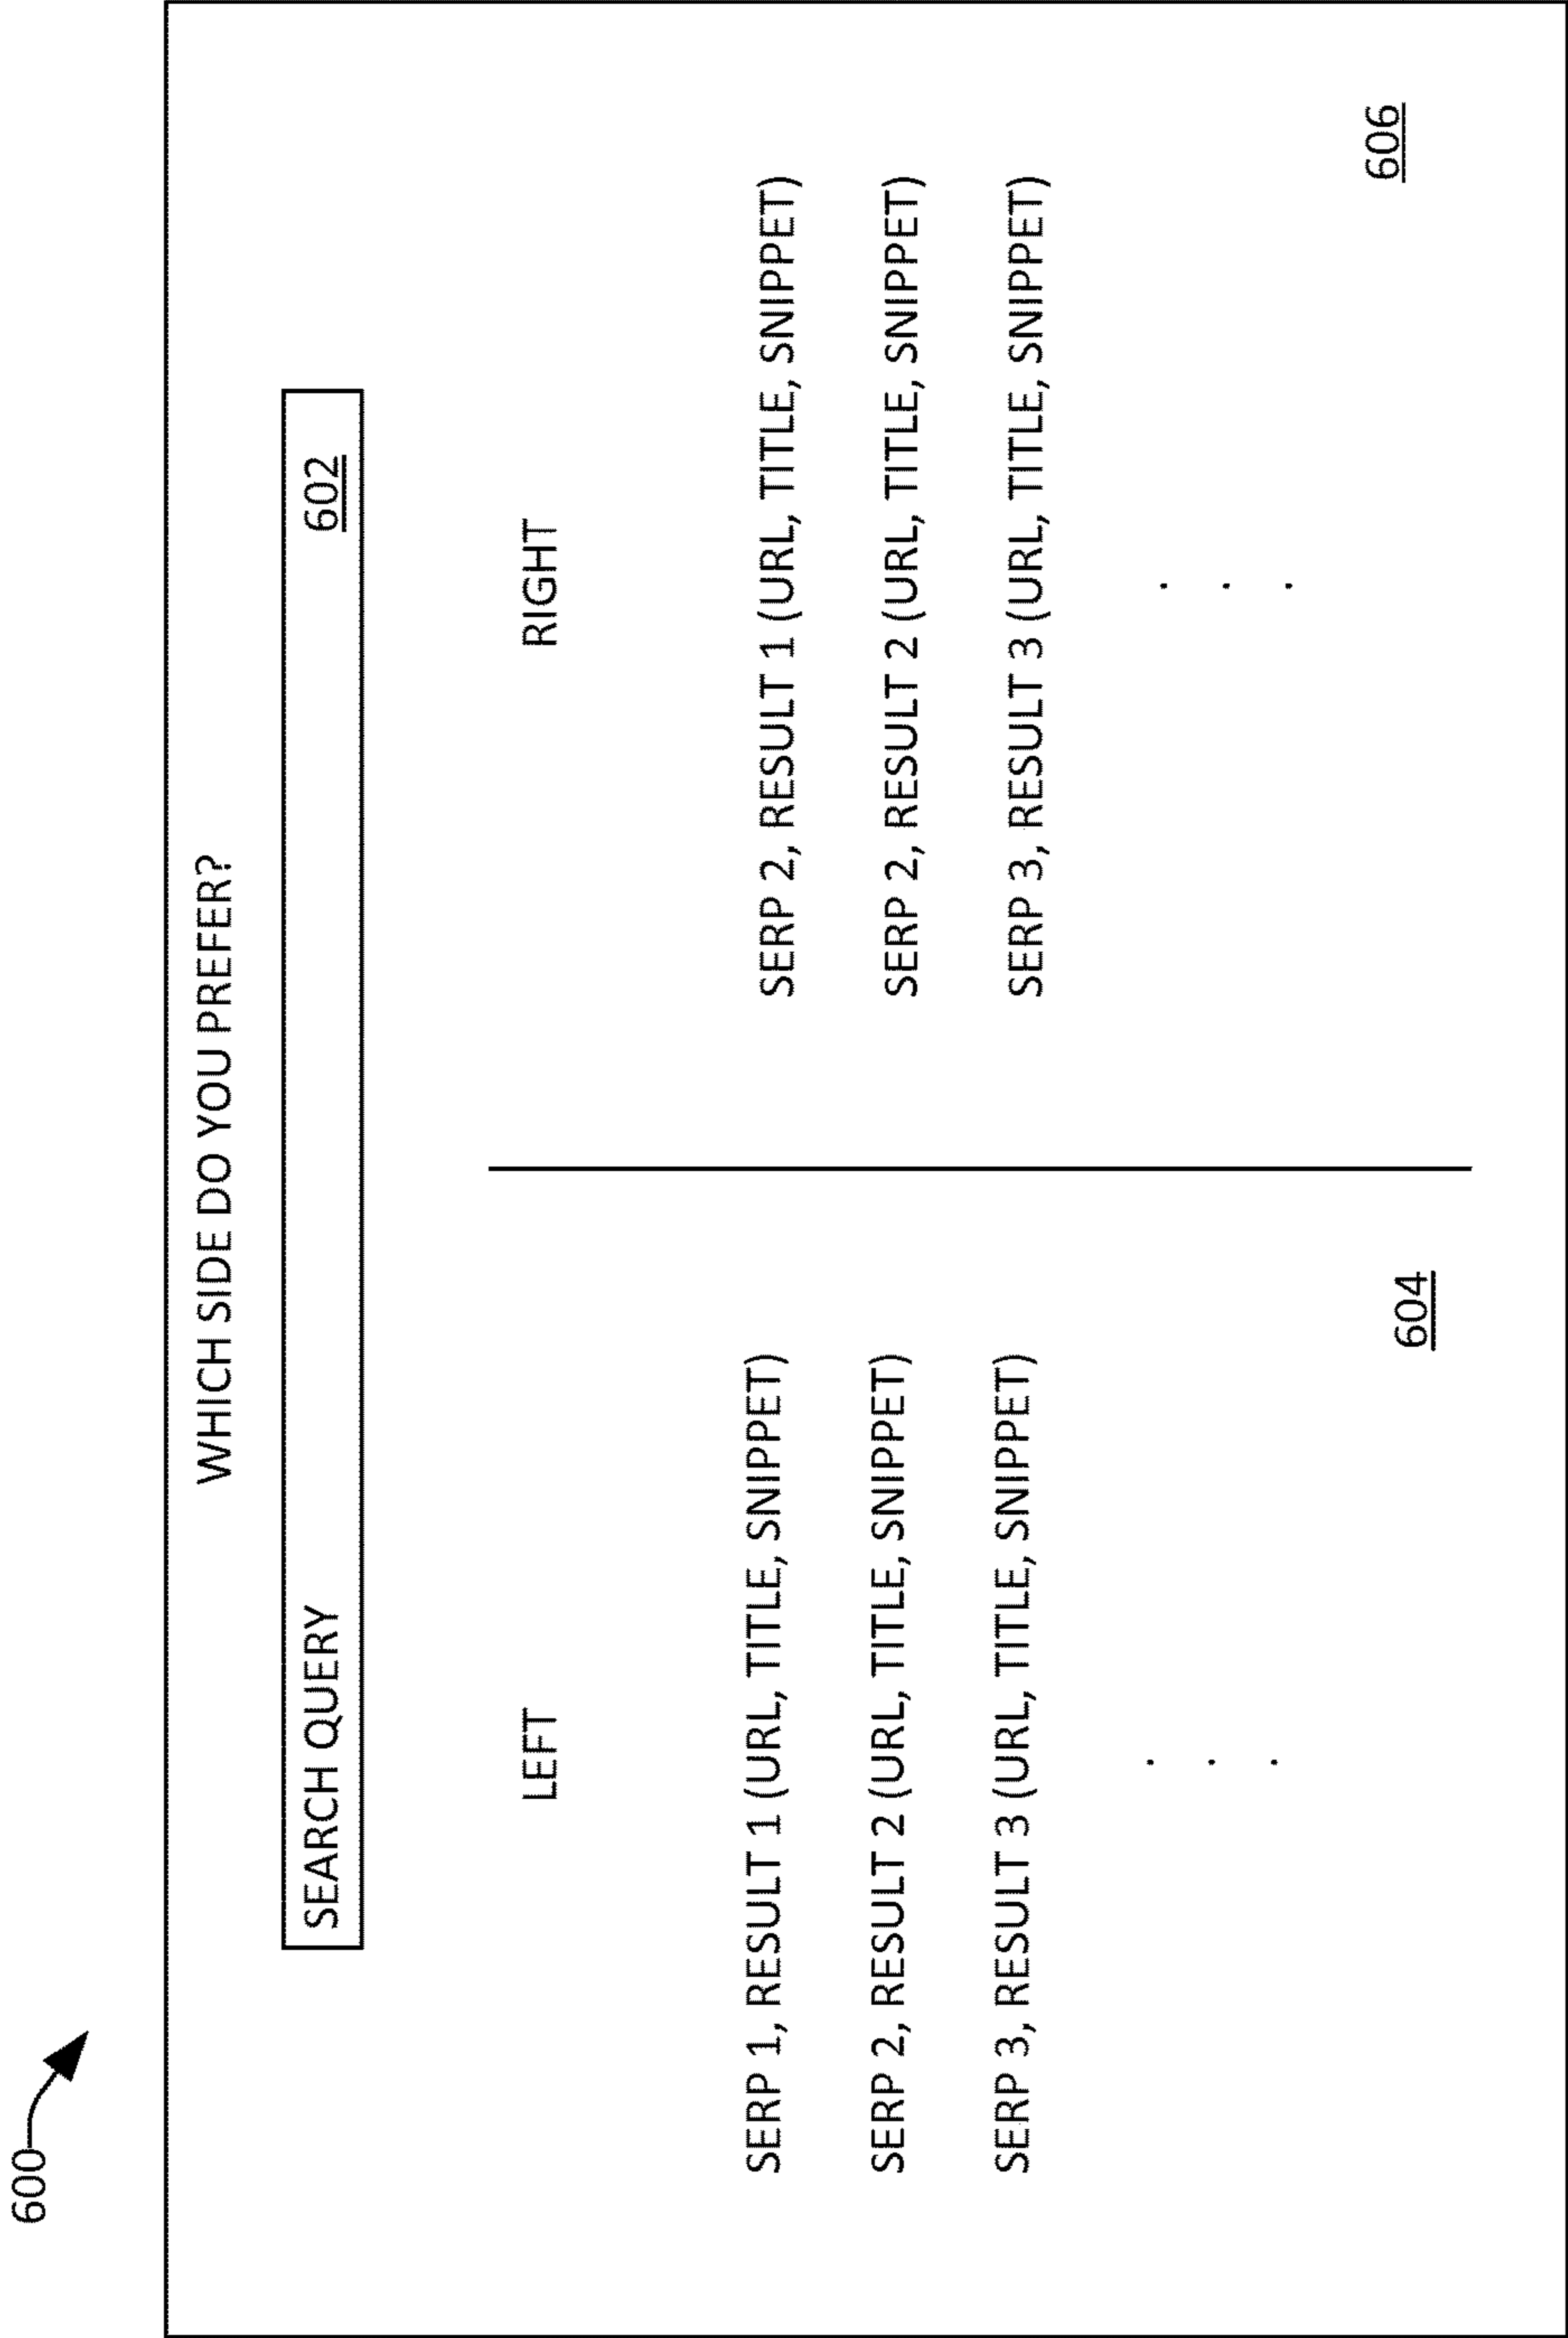 600
WHICH SIDE DO YOU PREFER?
SEARCH QUERY 602
LEFT
SERP 1, RESULT 1 (URL, TITLE, SNIPPET)
SERP 2, RESULT 2 (URL, TITLE, SNIPPET)
SERP 3, RESULT 3 (URL, TITLE, SNIPPET)
. . .
604
RIGHT
SERP 2, RESULT 1 (URL, TITLE, SNIPPET)
SERP 2, RESULT 2 (URL, TITLE, SNIPPET)
SERP 3, RESULT 3 (URL, TITLE, SNIPPET)
. . .
606